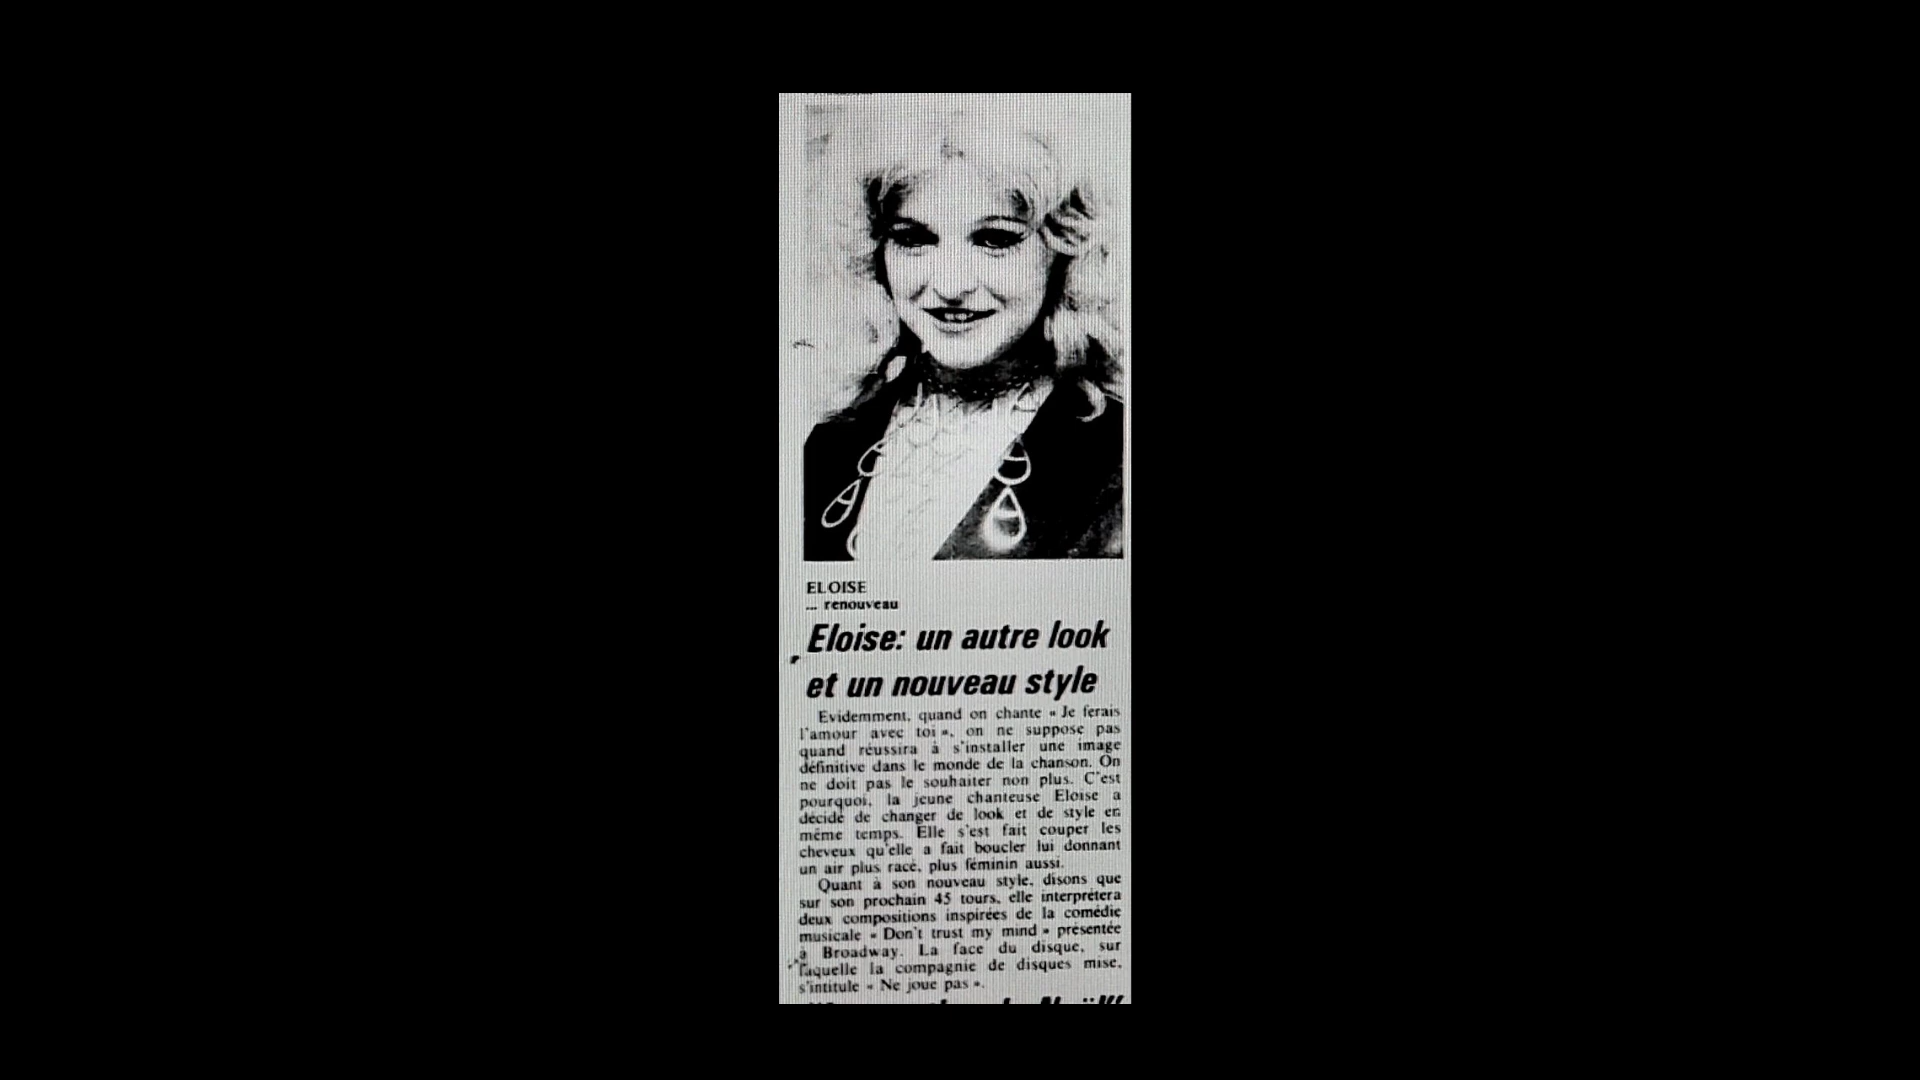 ELOISE
... renouveau
Eloise: un autre look
et un nouveau style
Evidemment, quand on chante « Je ferais
l'amour avec toi », on ne suppose pas
quand réussira à s'installer une image
définitive dans le monde de la chanson. On
ne doit pas le souhaiter non plus. C'est
pourquoi, la jeune chanteuse Eloise a
décidé de changer de look et de style en
même temps. Elle s'est fait couper les
cheveux qu'elle a fait boucler lui donnant
un air plus racé, plus féminin aussi.
Quant à son nouveau style, disons que
sur son prochain 45 tours, elle interprétera
deux compositions inspirées de la comédie
musicale « Don't trust my mind » présentée
à Broadway. La face du disque, sur
laquelle la compagnie de disques mise,
s'intitule « Ne joue pas ».